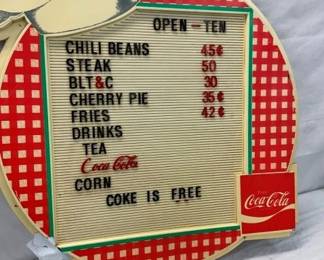 OPEN-TEN
CHILI BEANS 45¢
STEAK 50
BLT&C 30
CHERRY PIE 35¢
FRIES 42¢
DRINKS
TEA
Coca-Cola
CORN
COKE IS FREE
Coca-Cola